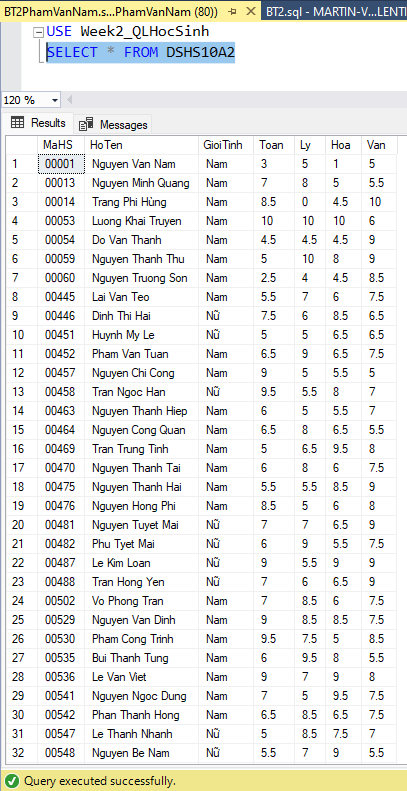 BT2PhamVanNam.s...PhamVanNam (80)) BT2.sql - MARTIN-V...LENTI
USE Week2_QLHocSinh
SELECT * FROM DSHS10A2
120 %
Results Messages
MaHS HoTen GioiTinh Toan Ly Hoa Van
1 00001 Nguyen Van Nam Nam 3 5 1 5
2 00013 Nguyen Minh Quang Nam 7 8 5 5.5
3 00014 Trang Phi Hùng Nam 8.5 0 4.5 10
4 00053 Luong Khai Truyen Nam 10 10 10 6
5 00054 Do Van Thanh Nam 4.5 4.5 4.5 9
6 00059 Nguyen Thanh Thu Nam 5 10 8 9
7 00060 Nguyen Truong Son Nam 2.5 4 4.5 8.5
8 00445 Lai Van Teo Nam 5.5 7 6 7.5
9 00446 Dinh Thi Hai Nữ 7.5 6 8.5 6.5
10 00451 Huynh My Le Nữ 5 5 6.5 6.5
11 00452 Pham Van Tuan Nam 6.5 9 6.5 7.5
12 00457 Nguyen Chi Cong Nam 9 5 5.5 5
13 00458 Tran Ngoc Han Nữ 9.5 5.5 8 7
14 00463 Nguyen Thanh Hiep Nam 6 5 5.5 7
15 00464 Nguyen Cong Quan Nam 6.5 8 6.5 5.5
16 00469 Tran Trung Tinh Nam 5 6.5 9.5 8
17 00470 Nguyen Thanh Tai Nam 6 8 6 7.5
18 00475 Nguyen Thanh Hai Nam 5.5 5.5 8.5 9
19 00476 Nguyen Hong Phi Nam 8.5 5 6 8
20 00481 Nguyen Tuyet Mai Nữ 7 7 6.5 9
21 00482 Phu Tyet Mai Nữ 6 9 5.5 7.5
22 00487 Le Kim Loan Nữ 9 5.5 9 9
23 00488 Tran Hong Yen Nữ 7 6 6.5 9
24 00502 Vo Phong Tran Nam 7 8.5 6 7.5
25 00529 Nguyen Van Dinh Nam 9 8.5 8.5 7.5
26 00530 Pham Cong Trinh Nam 9.5 7.5 5 8.5
27 00535 Bui Thanh Tung Nam 6 9.5 8 5.5
28 00536 Le Van Viet Nam 9 7 9 8
29 00541 Nguyen Ngoc Dung Nam 7 5 9.5 7.5
30 00542 Phan Thanh Hong Nam 6.5 8.5 6.5 7.5
31 00547 Le Thanh Nhanh Nữ 5 8.5 7.5 7
32 00548 Nguyen Be Nam Nữ 5.5 7 9 5.5
Query executed successfully.